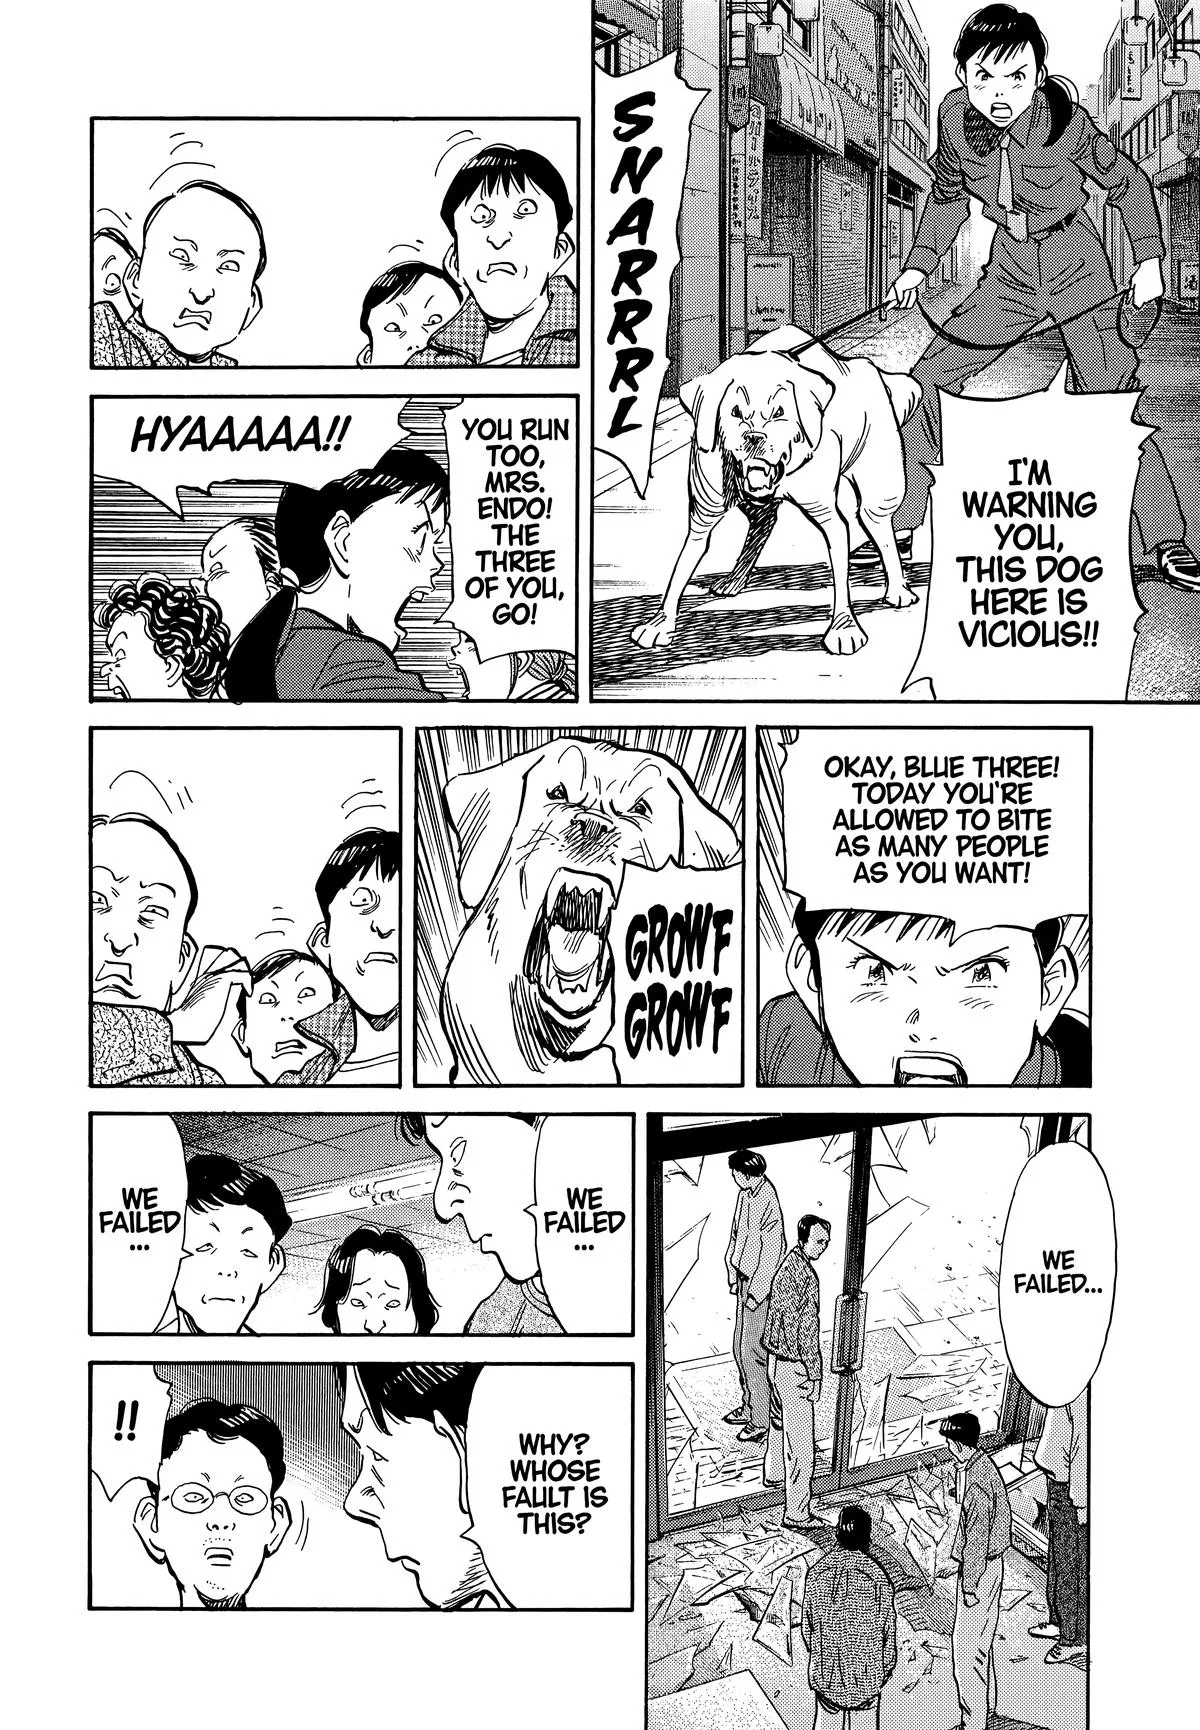 SNARRRL
I'M
WARNING
YOU,
THIS DOG
HERE IS
VICIOUS!!
YOU RUN
TOO,
MRS.
ENDO!
THE
THREE
OF YOU,
GO!
HYAAAAA!!
OKAY, BLUE THREE!
TODAY YOU'RE
ALLOWED TO BITE
AS MANY PEOPLE
AS YOU WANT!
GROWF
GROWF
WE
FAILED...
WE
FAILED
...
WE
FAILED
...
WHY?
WHOSE
FAULT IS
THIS?
!!